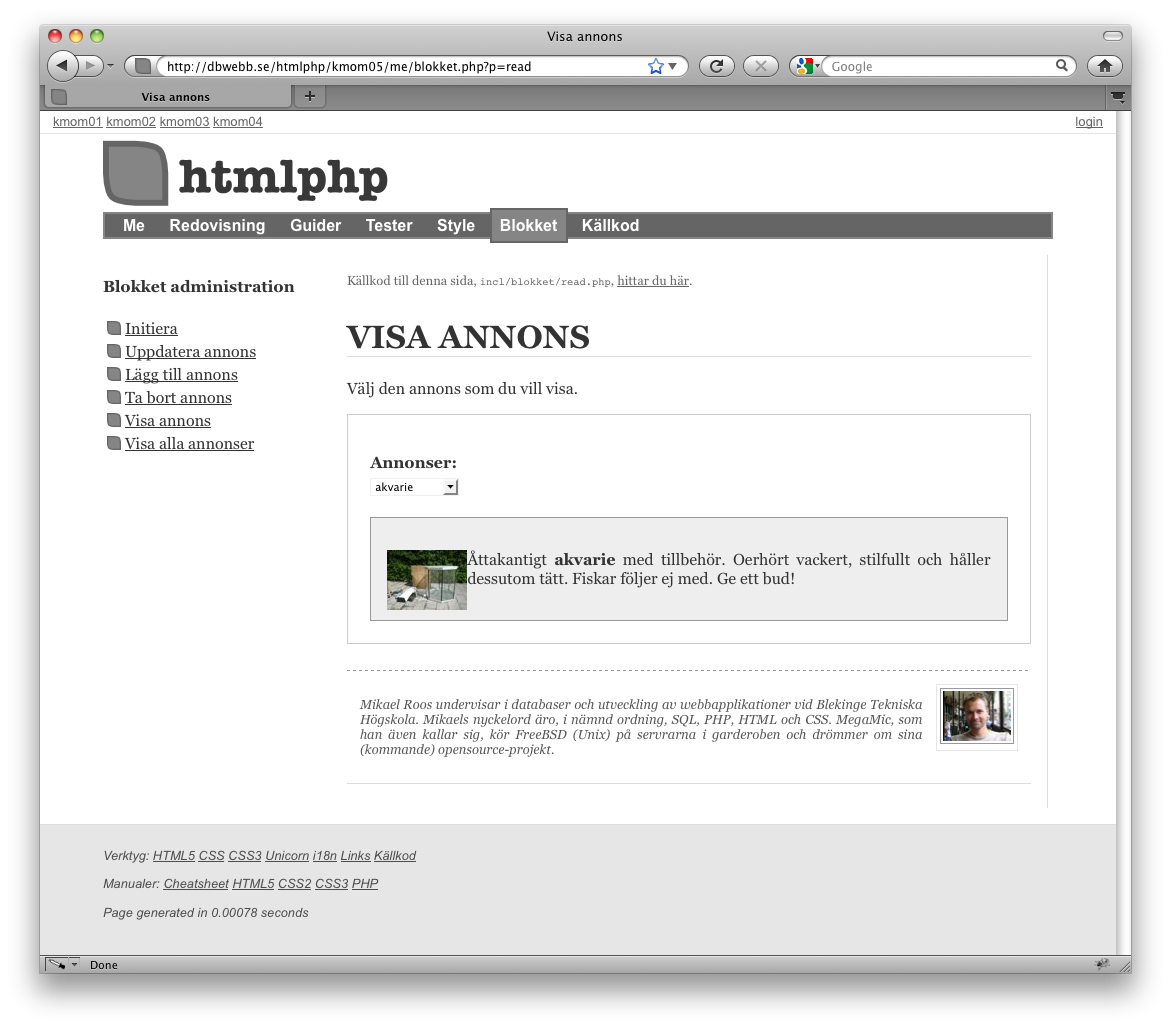 Visa annons
http://dbwebb.se/htmlphp/kmom05/me/blokket.php?p=read
Google
Visa annons
+
kmom01 kmom02 kmom03 kmom04
login
htmlphp
Me Redovisning Guider Tester Style Blokket Källkod
Blokket administration
Initiera
Uppdatera annons
Lägg till annons
Ta bort annons
Visa annons
Visa alla annonser
Källkod till denna sida, incl/blokket/read.php, hittar du här.
VISA ANNONS
Välj den annons som du vill visa.
Annonser:
akvarie
Åttakantigt akvarie med tillbehör. Oerhört vackert, stilfullt och håller
dessutom tätt. Fiskar följer ej med. Ge ett bud!
Mikael Roos undervisar i databaser och utveckling av webbapplikationer vid Blekinge Tekniska
Högskola. Mikaels nyckelord äro, i nämnd ordning, SQL, PHP, HTML och CSS. MegaMic, som
han även kallar sig, kör FreeBSD (Unix) på servrarna i garderoben och drömmer om sina
(kommande) opensource-projekt.
Verktyg: HTML5 CSS CSS3 Unicorn i18n Links Källkod
Manualer: Cheatsheet HTML5 CSS2 CSS3 PHP
Page generated in 0.00078 seconds
Done